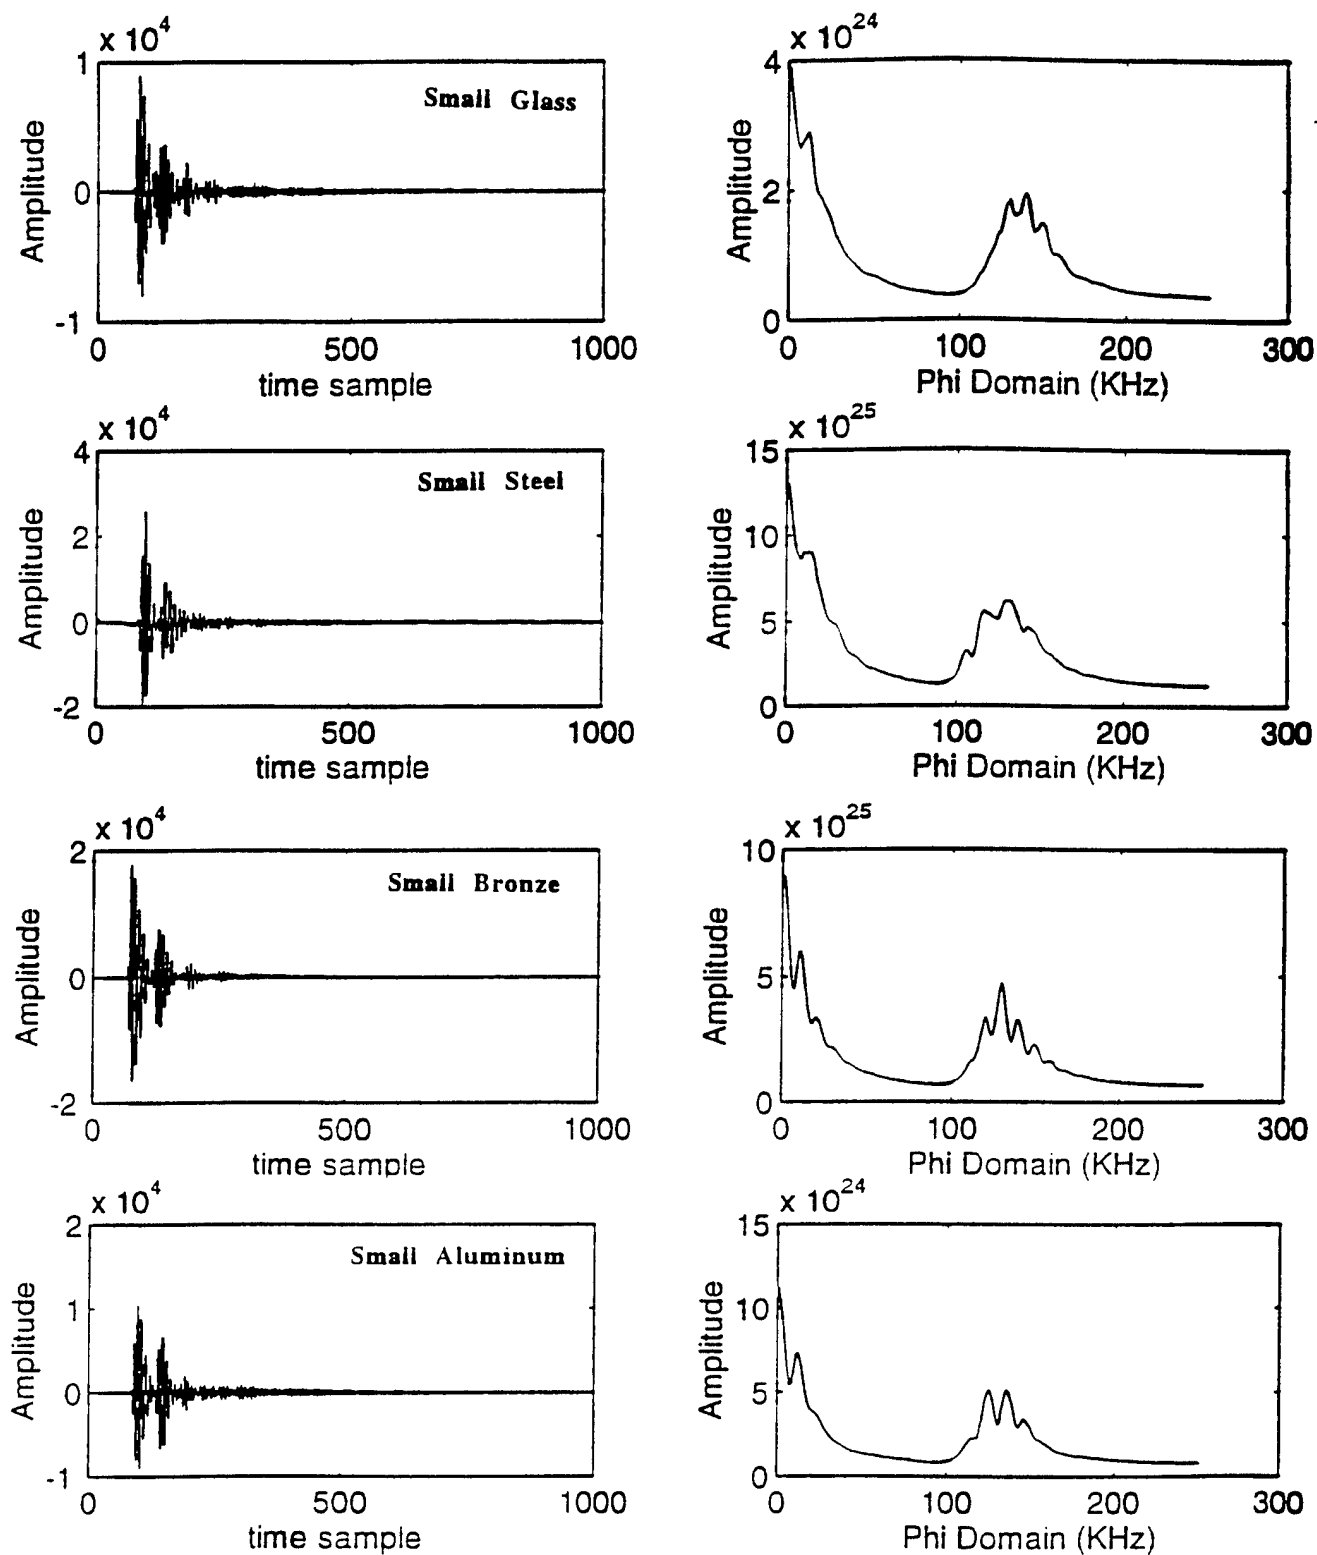 x 10^4
1
0
-1
Amplitude
Small Glass
0 500 1000
time sample
x 10^24
4
2
0
Amplitude
0 100 200 300
Phi Domain (KHz)
x 10^4
4
2
0
-2
Amplitude
Small Steel
0 500 1000
time sample
x 10^25
15
10
5
0
Amplitude
0 100 200 300
Phi Domain (KHz)
x 10^4
2
0
-2
Amplitude
Small Bronze
0 500 1000
time sample
x 10^25
10
5
0
Amplitude
0 100 200 300
Phi Domain (KHz)
x 10^4
2
1
0
-1
Amplitude
Small Aluminum
0 500 1000
time sample
x 10^24
15
10
5
0
Amplitude
0 100 200 300
Phi Domain (KHz)